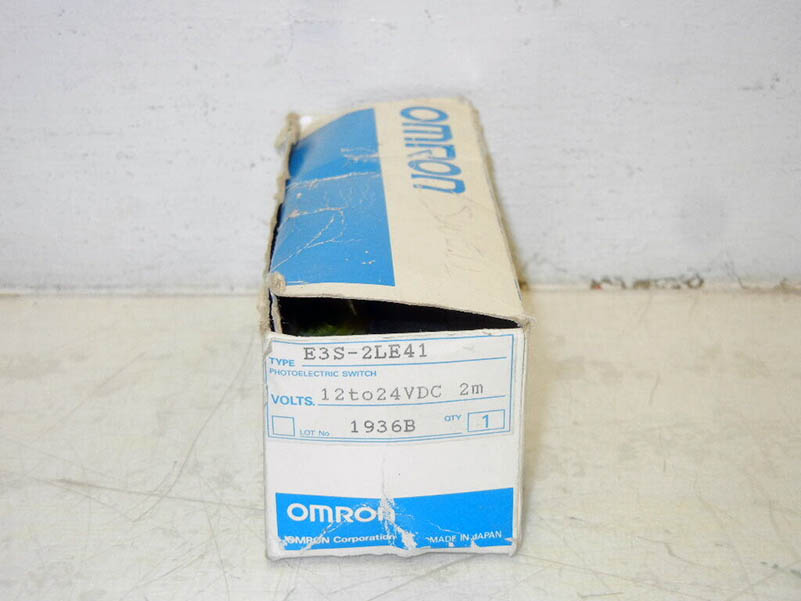 OMRON
TYPE E3S-2LE41
PHOTOELECTRIC SWITCH
VOLTS. 12to24VDC 2m
LOT No 1936B QTY 1
OMRON
OMRON Corporation MADE IN JAPAN